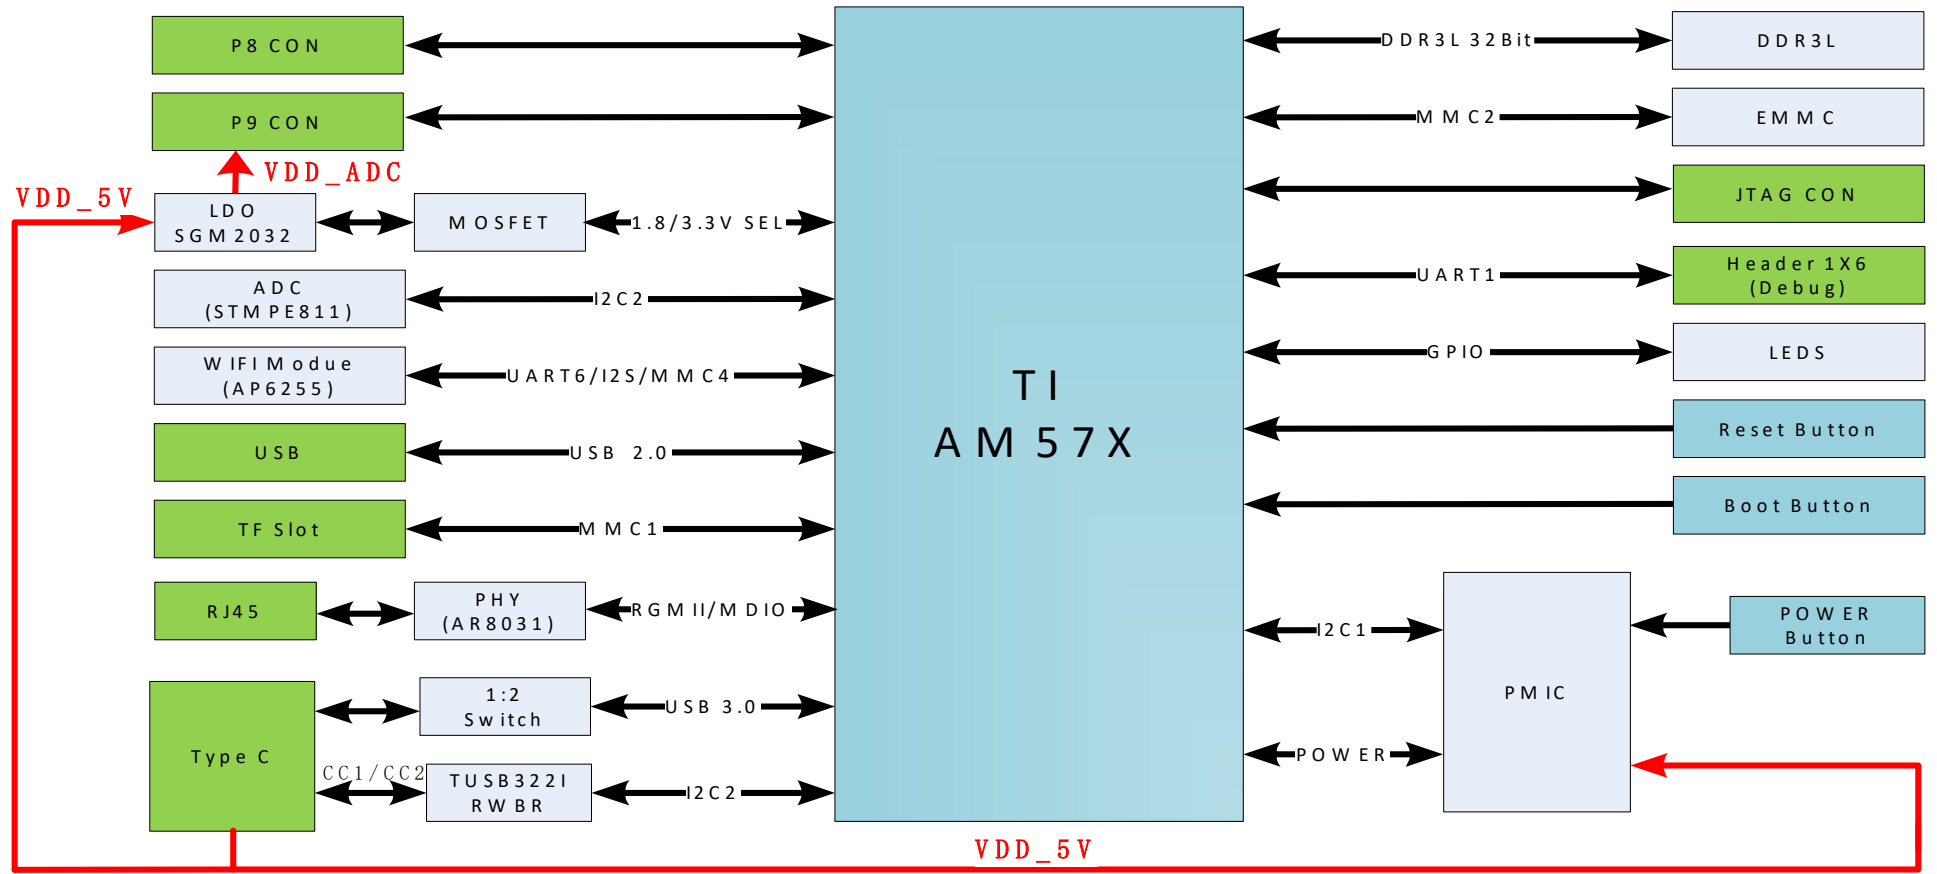 P8 CON
P9 CON
VDD_ADC
VDD_5V
LDO
SGM2032
MOSFET
1.8/3.3V SEL
ADC
(STMPE811)
I2C2
WIFI Modue
(AP6255)
UART6/I2S/MMC4
USB
USB 2.0
TF Slot
MMC1
RJ45
PHY
(AR8031)
RGMII/MDIO
Type C
1:2
Switch
USB 3.0
CC1/CC2
TUSB322I
RWBR
I2C2
TI
AM57X
DDR3L 32Bit
DDR3L
MMC2
EMMC
JTAG CON
UART1
Header 1X6
(Debug)
GPIO
LEDS
Reset Button
Boot Button
I2C1
PMIC
POWER
Button
POWER
VDD_5V